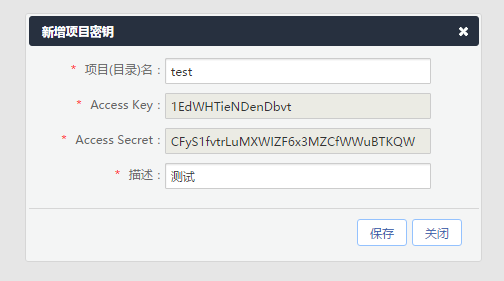 新增项目密钥
* 项目(目录)名： test
* Access Key： 1EdWHTieNDenDbvt
* Access Secret： CFyS1fvtrLuMXWIZF6x3MZCfWWuBTKQW
* 描述： 测试
保存 关闭